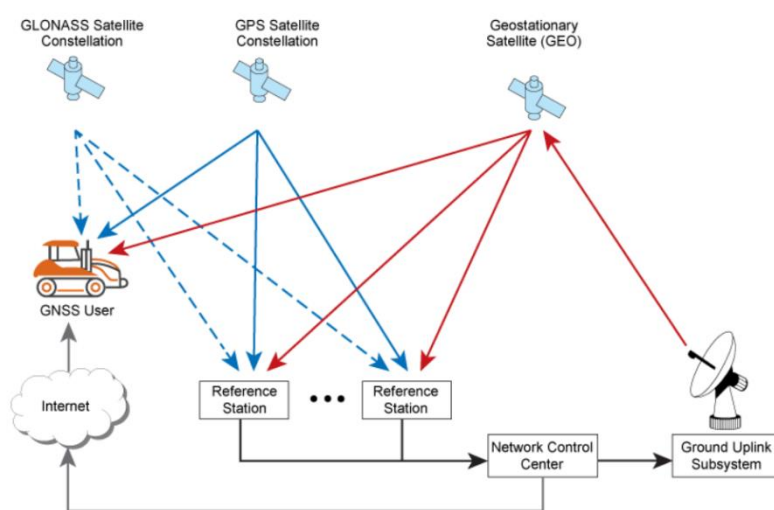 GLONASS Satellite
Constellation
GPS Satellite
Constellation
Geostationary
Satellite (GEO)
GNSS User
Internet
Reference
Station
Reference
Station
Network Control
Center
Ground Uplink
Subsystem